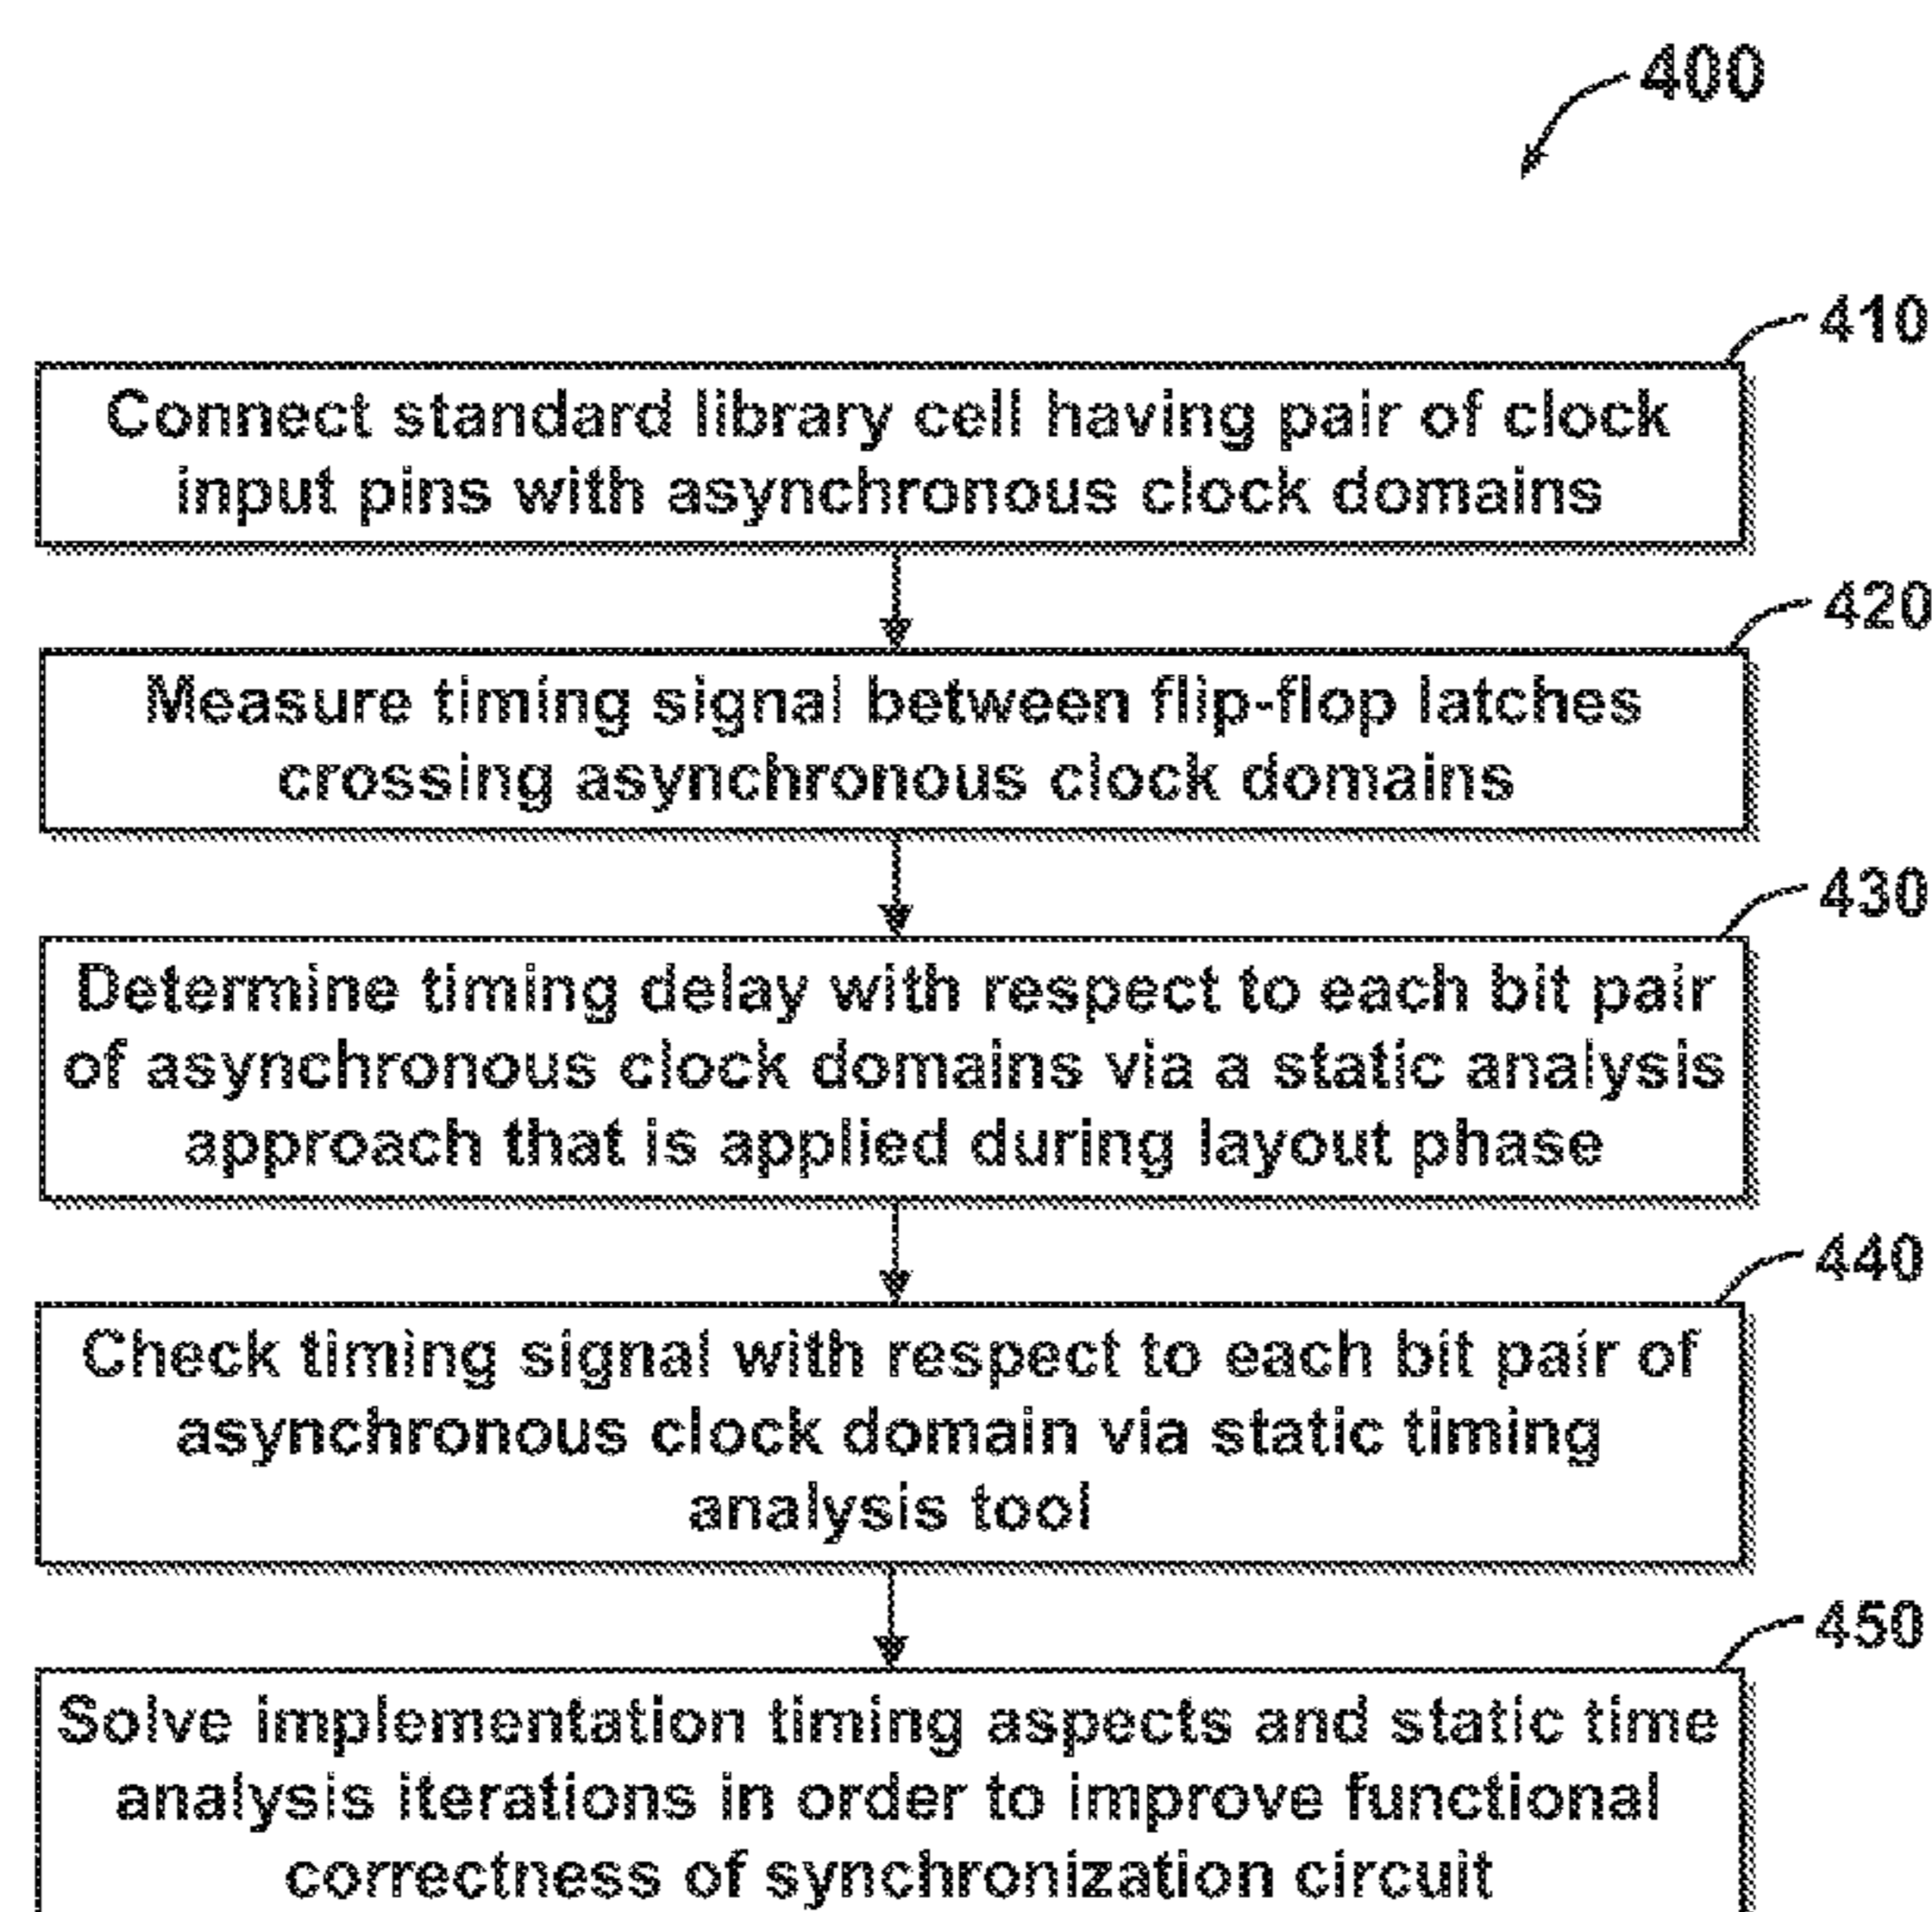 400
410
Connect standard library cell having pair of clock
input pins with asynchronous clock domains
420
Measure timing signal between flip-flop latches
crossing asynchronous clock domains
430
Determine timing delay with respect to each bit pair
of asynchronous clock domains via a static analysis
approach that is applied during layout phase
440
Check timing signal with respect to each bit pair of
asynchronous clock domain via static timing
analysis tool
450
Solve implementation timing aspects and static time
analysis iterations in order to improve functional
correctness of synchronization circuit